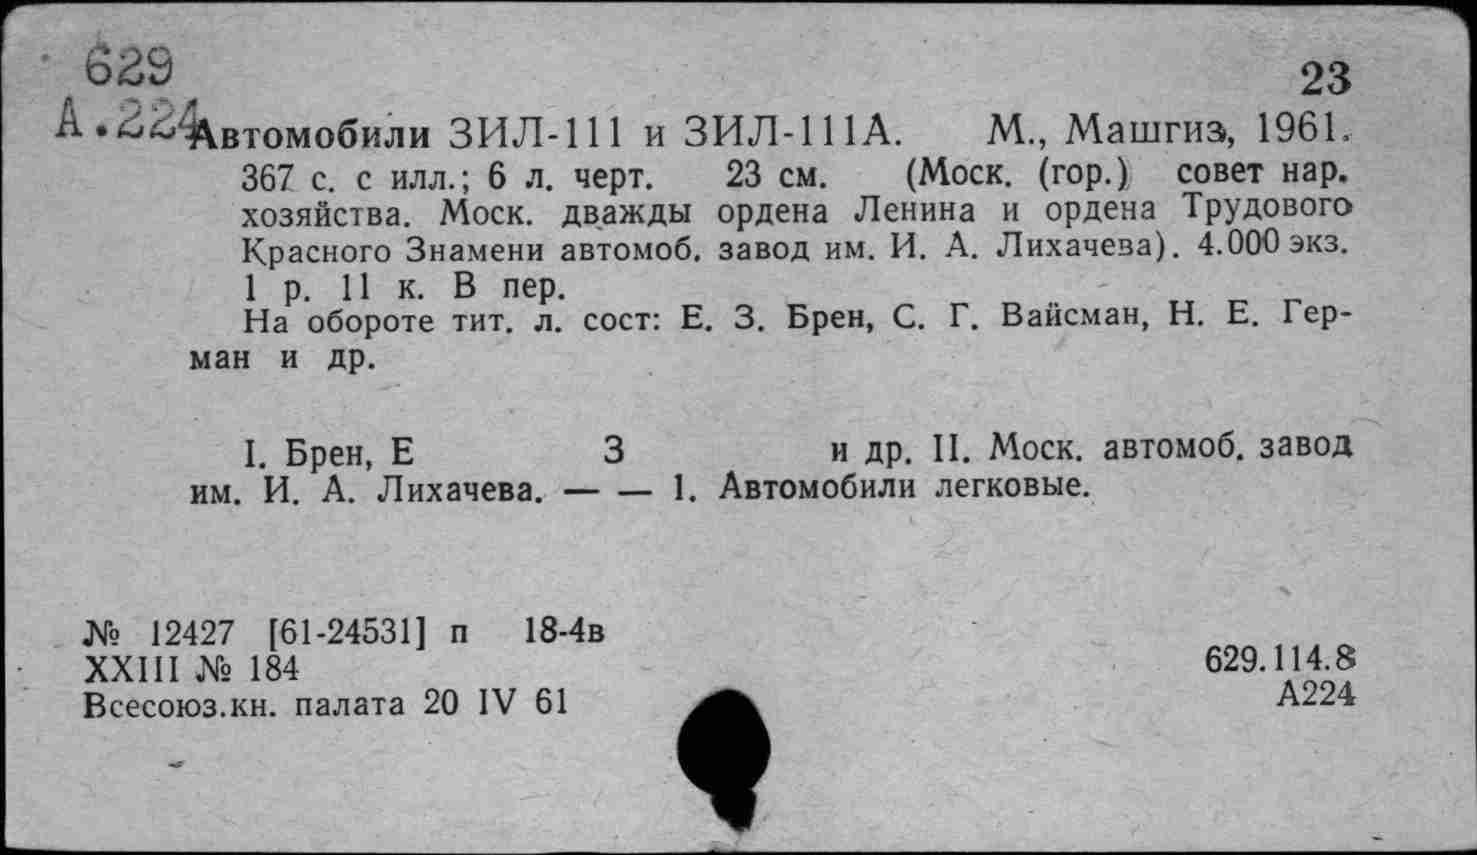 629
23
А.224
Автомобили ЗИЛ-111 и ЗИЛ-111А. М., Машгиз, 1961.
367 с. с илл.; 6 л. черт. 23 см. (Моск. (гор.) совет нар.
хозяйства. Моск. дважды ордена Ленина и ордена Трудового
Красного Знамени автомоб. завод им. И. А. Лихачева). 4.000 экз.
1 р. 11 к. В пер.
На обороте тит. л. сост: Е. З. Брен, С. Г. Вайсман, Н. Е. Гер-
ман и др.
I. Брен, Е З и др. II. Моск. автомоб. завод
им. И. А. Лихачева. — — 1. Автомобили легковые.
№ 12427 [61-24531] п 18-4в
XXIII № 184
Всесоюз.кн. палата 20 IV 61
629.114.8
А224